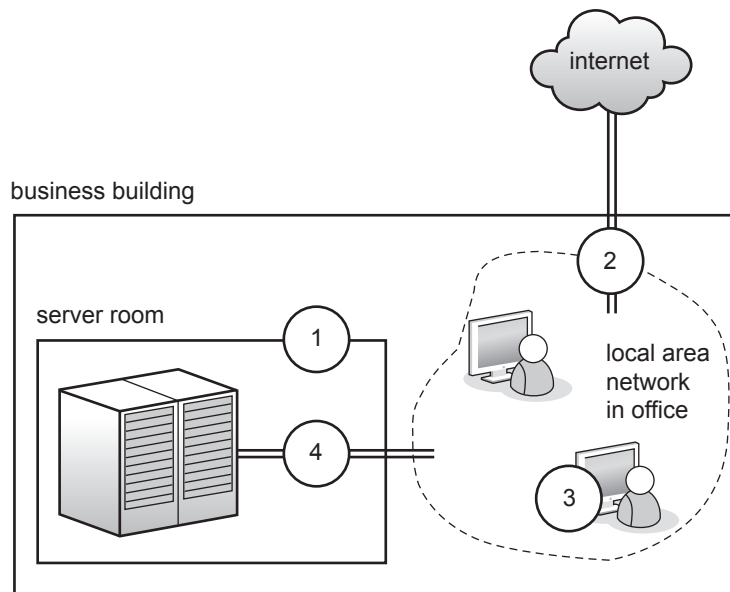 internet
business building
2
server room
1
local area
network
in office
4
3